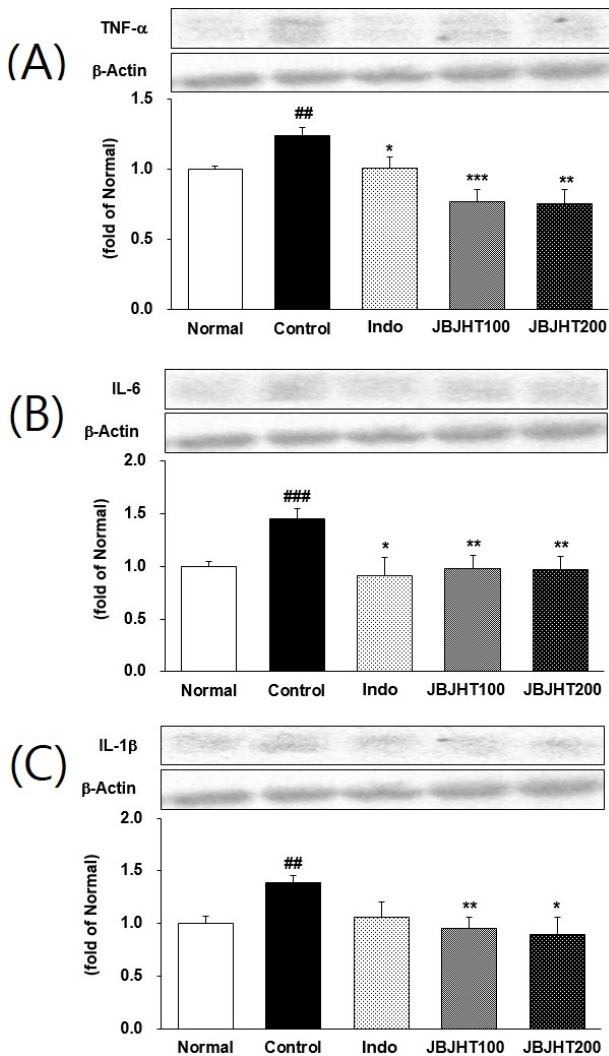 (A)
TNF-α
β-Actin
(fold of Normal)
1.5
1.0
0.5
0.0
##
*
***
**
Normal Control Indo JBJHT100 JBJHT200
(B)
IL-6
β-Actin
(fold of Normal)
2.0
1.5
1.0
0.5
0.0
###
*
**
**
Normal Control Indo JBJHT100 JBJHT200
(C)
IL-1β
β-Actin
(fold of Normal)
2.0
1.5
1.0
0.5
0.0
##
**
*
Normal Control Indo JBJHT100 JBJHT200